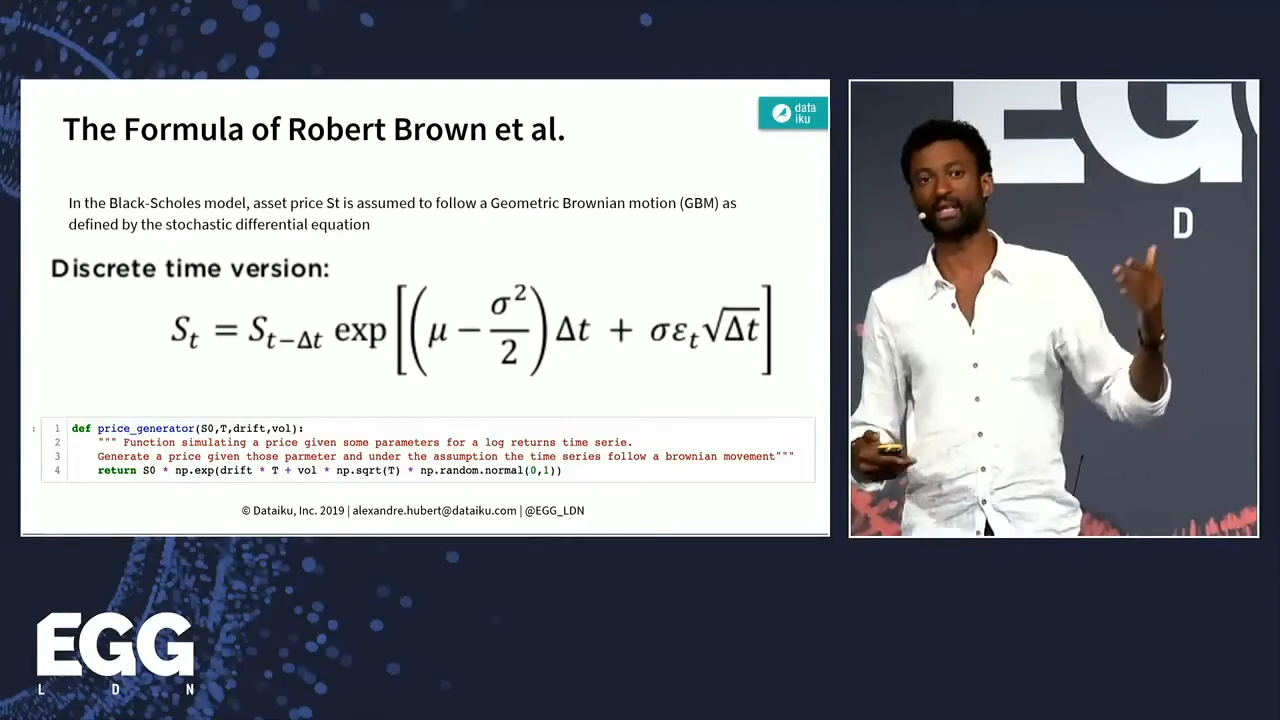 The Formula of Robert Brown et al.
data
iku
In the Black-Scholes model, asset price St is assumed to follow a Geometric Brownian motion (GBM) as
defined by the stochastic differential equation
Discrete time version:
S_t = S_{t−Δt} exp[(μ − σ²/2)Δt + σε_t√Δt]
:
1 def price_generator(S0,T,drift,vol):
2 """ Function simulating a price given some parameters for a log returns time serie.
3 Generate a price given those parmeter and under the assumption the time series follow a brownian movement"""
4 return S0 * np.exp(drift * T + vol * np.sqrt(T) * np.random.normal(0,1))
© Dataiku, Inc. 2019 | alexandre.hubert@dataiku.com | @EGG_LDN
EG
D
EGG
L D N